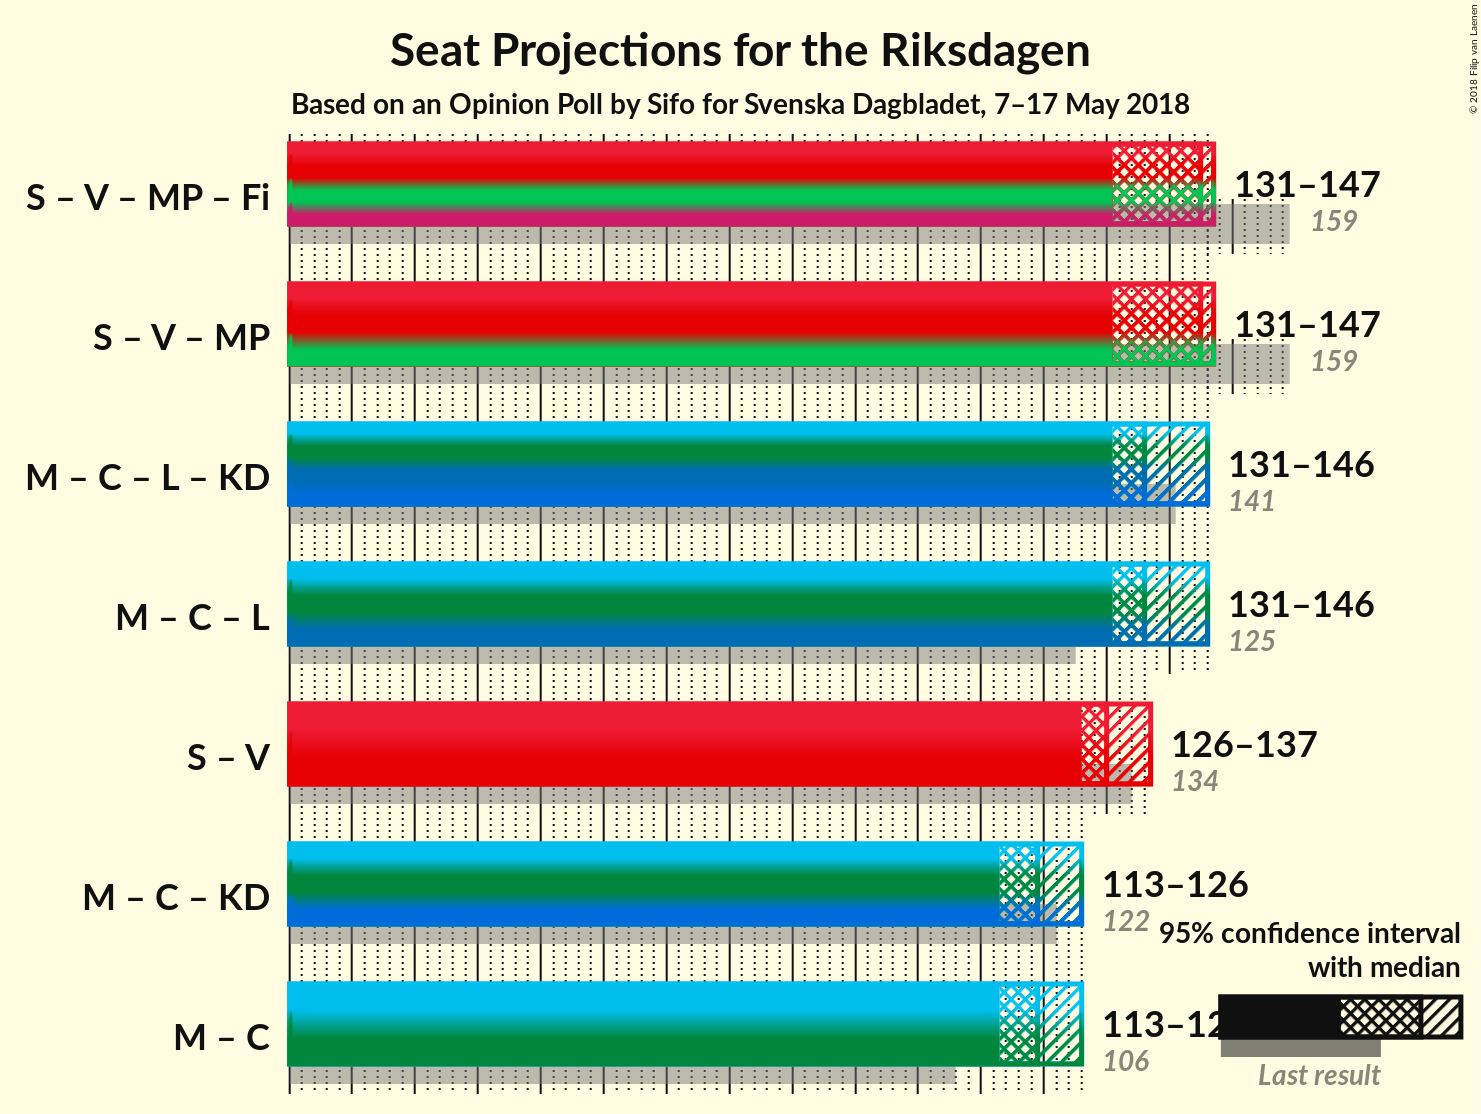 Seat Projections for the Riksdagen
Based on an Opinion Poll by Sifo for Svenska Dagbladet, 7–17 May 2018
© 2018 Filip van Laenen
S – V – MP – Fi
131–147
159
S – V – MP
131–147
159
M – C – L – KD
131–146
141
M – C – L
131–146
125
S – V
126–137
134
M – C – KD
113–126
122
M – C
113–12
106
95% confidence interval
with median
Last result